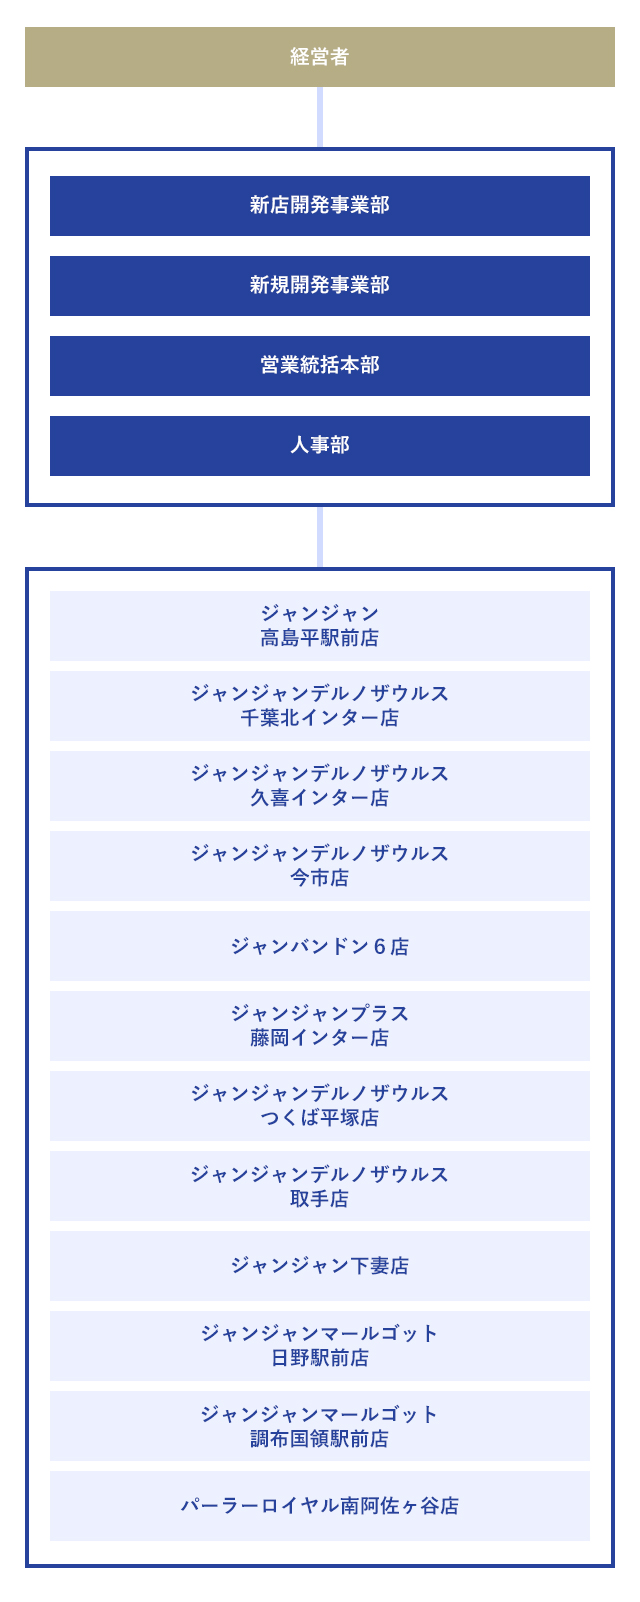 経営者
新店開発事業部
新規開発事業部
営業統括本部
人事部
ジャンジャン
高島平駅前店
ジャンジャンデルノザウルス
千葉北インター店
ジャンジャンデルノザウルス
久喜インター店
ジャンジャンデルノザウルス
今市店
ジャンバンドン６店
ジャンジャンプラス
藤岡インター店
ジャンジャンデルノザウルス
つくば平塚店
ジャンジャンデルノザウルス
取手店
ジャンジャン下妻店
ジャンジャンマールゴット
日野駅前店
ジャンジャンマールゴット
調布国領駅前店
パーラーロイヤル南阿佐ヶ谷店